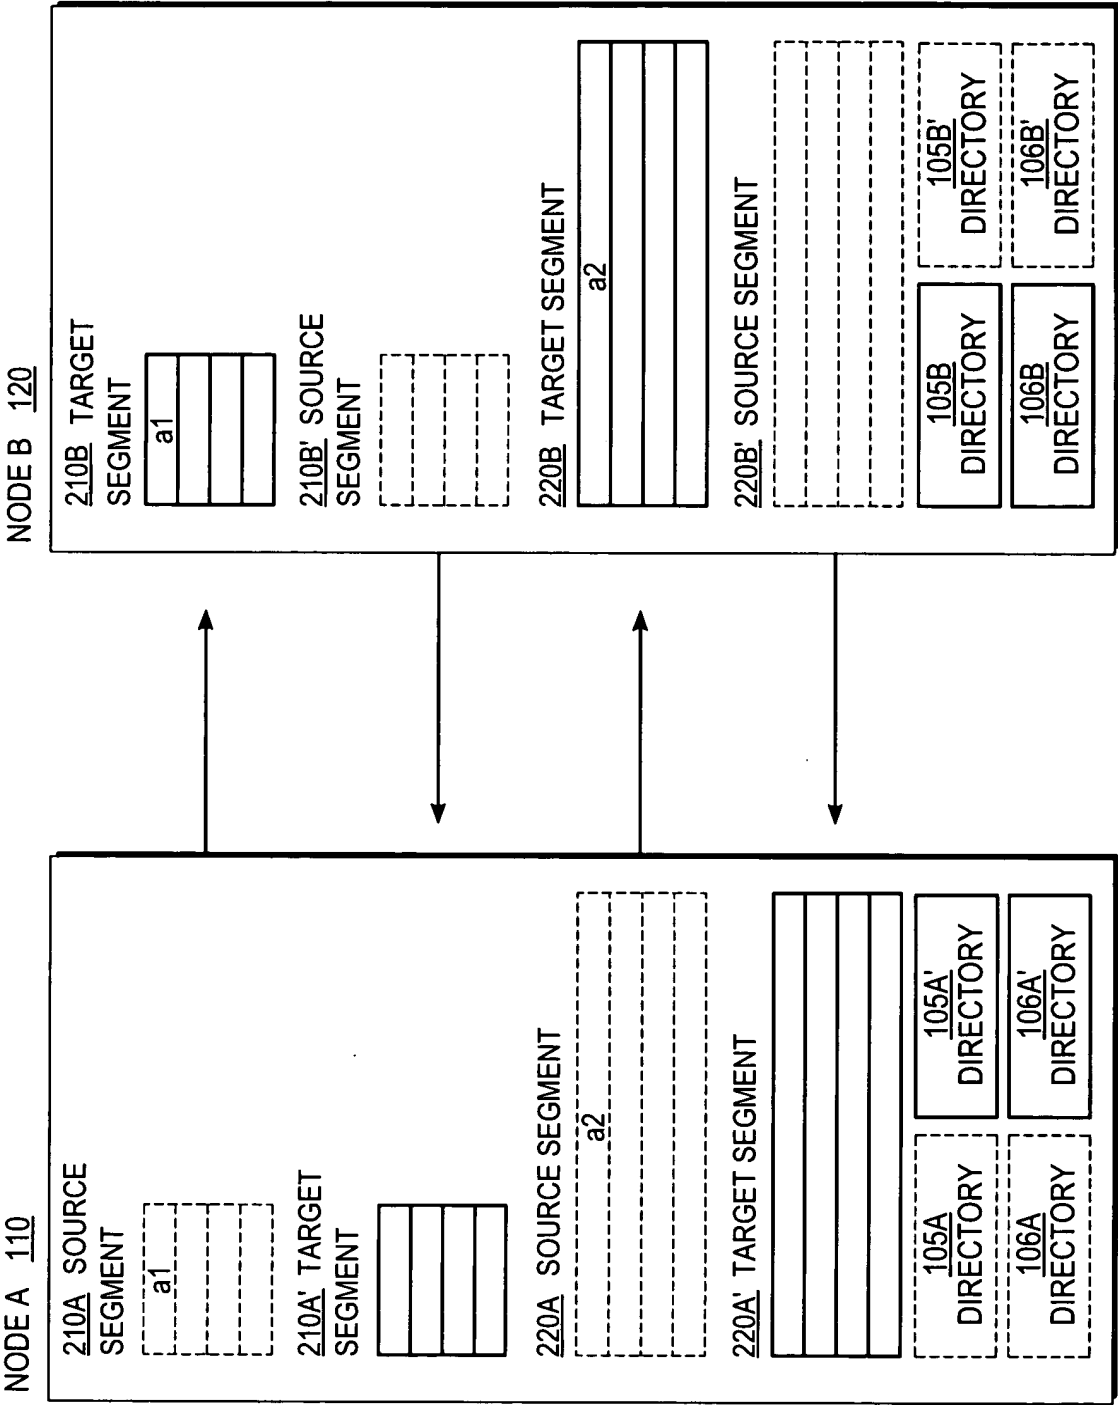 NODE A 110
210A SOURCE
SEGMENT
a1
210A' TARGET
SEGMENT
220A SOURCE SEGMENT
a2
220A' TARGET SEGMENT
105A
DIRECTORY
105A'
DIRECTORY
106A
DIRECTORY
106A'
DIRECTORY
NODE B 120
210B TARGET
SEGMENT
a1
210B' SOURCE
SEGMENT
220B TARGET SEGMENT
a2
220B' SOURCE SEGMENT
105B
DIRECTORY
105B'
DIRECTORY
106B
DIRECTORY
106B'
DIRECTORY